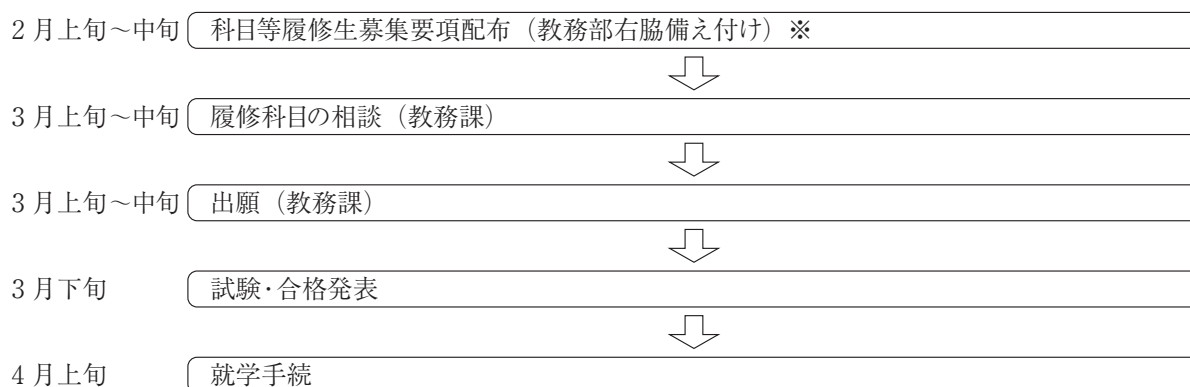 2 月上旬～中旬 科目等履修生募集要項配布（教務部右脇備え付け）※
3 月上旬～中旬 履修科目の相談（教務課）
3 月上旬～中旬 出願（教務課）
3 月下旬 試験・合格発表
4 月上旬 就学手続